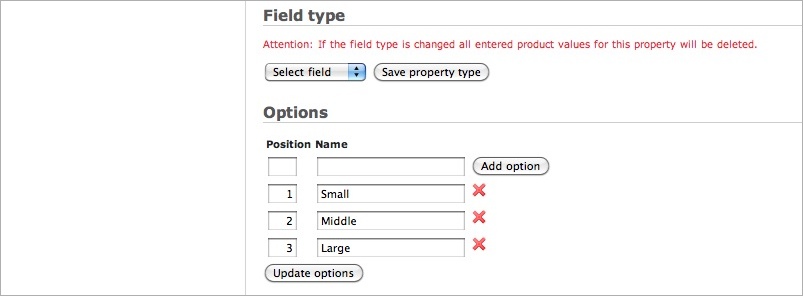 Field type
Attention: If the field type is changed all entered product values for this property will be deleted.
Select field Save property type
Options
Position Name
Add option
1 Small
2 Middle
3 Large
Update options